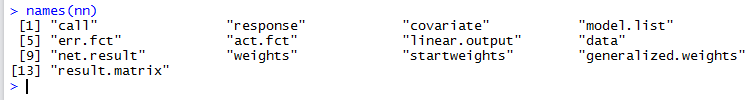 > names(nn)
 [1] "call"                "response"            "covariate"           "model.list"
 [5] "err.fct"             "act.fct"             "linear.output"       "data"
 [9] "net.result"          "weights"             "startweights"        "generalized.weights"
[13] "result.matrix"
>